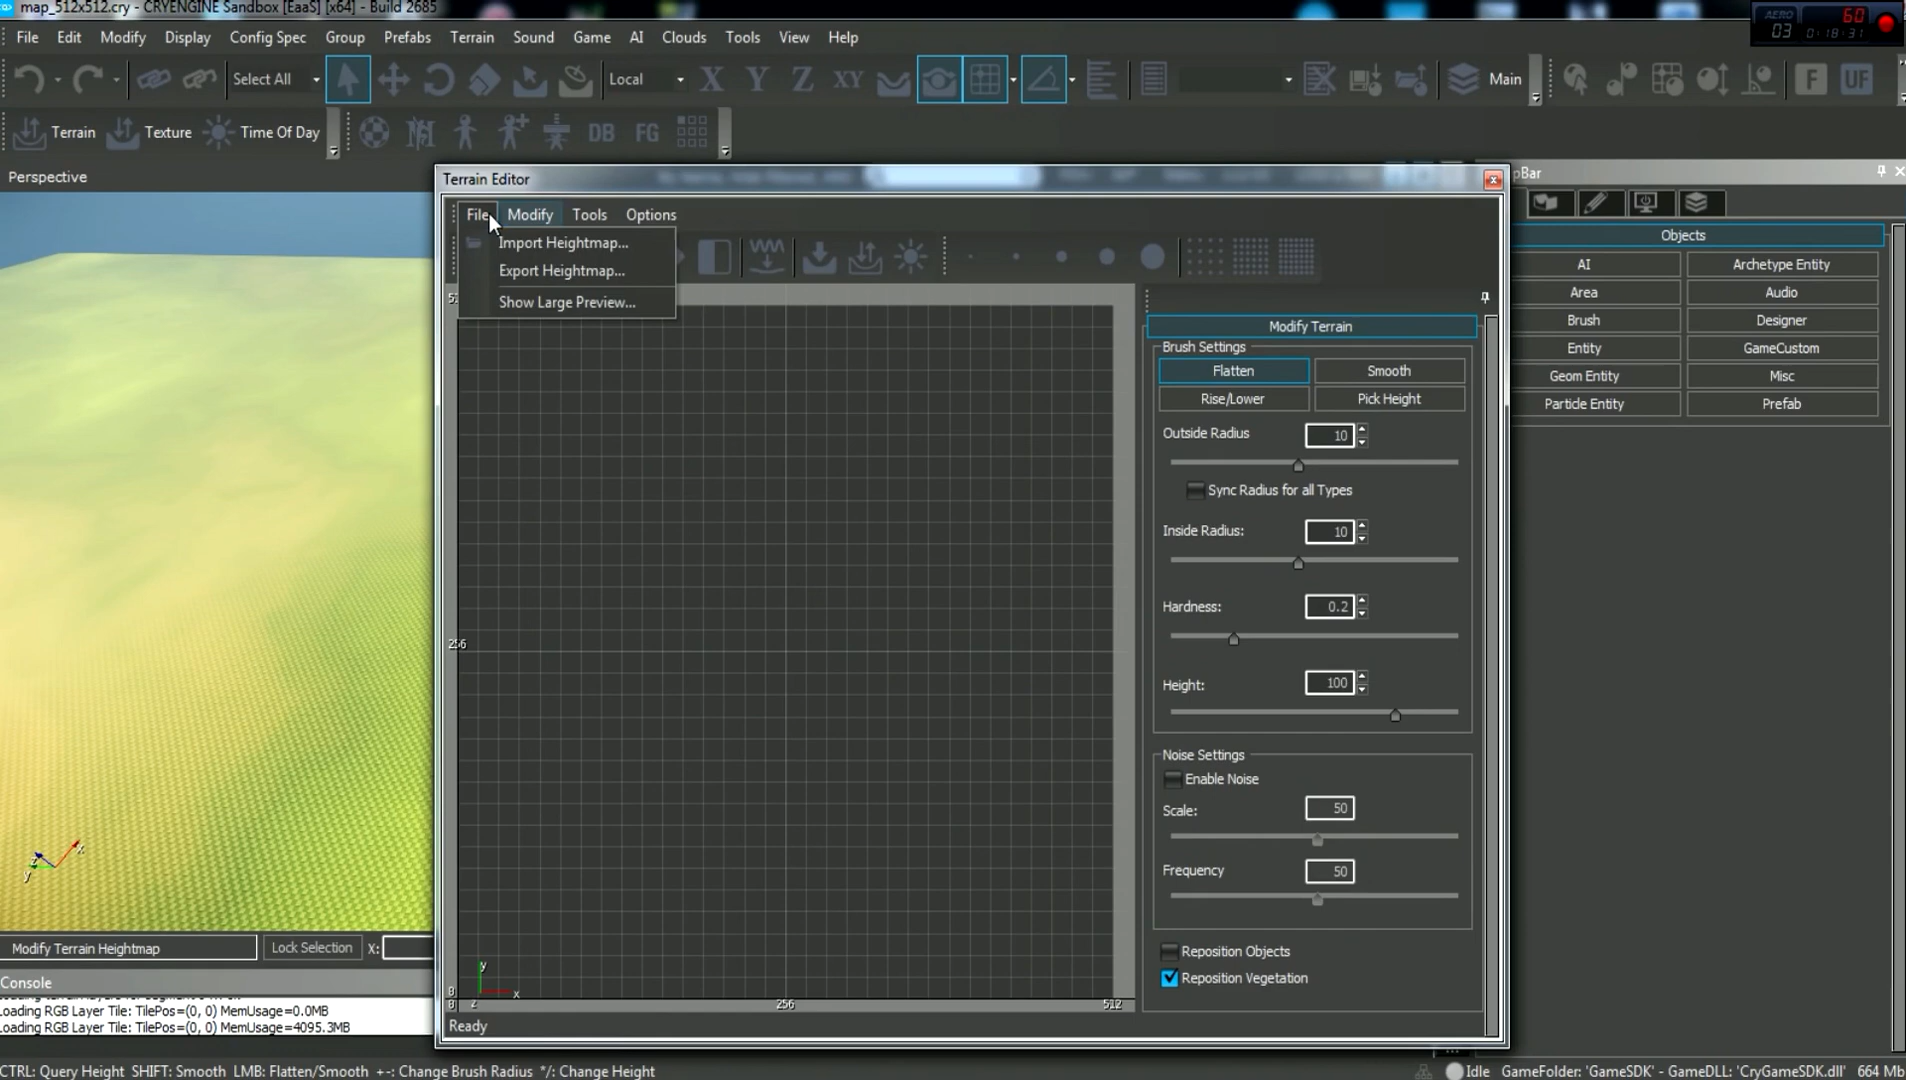 map_512x512.cry - CRYENGINE Sandbox [EaaS] [x64] - Build 2685
AERO 03 60 0:18:31
File Edit Modify Display Config Spec Group Prefabs Terrain Sound Game AI Clouds Tools View Help
Select All Local X Y Z XY Main F UF
Terrain Texture Time Of Day DB FG
Perspective
Terrain Editor
pBar
File Modify Tools Options
Import Heightmap...
Export Heightmap...
Show Large Preview...
Objects
AI Archetype Entity
Area Audio
Brush Designer
Entity GameCustom
Geom Entity Misc
Particle Entity Prefab
Modify Terrain
Brush Settings
Flatten Smooth
Rise/Lower Pick Height
Outside Radius 10
Sync Radius for all Types
Inside Radius: 10
Hardness: 0.2
Height: 100
Noise Settings
Enable Noise
Scale: 50
Frequency 50
Reposition Objects
Reposition Vegetation
256
y
x
256 512
Ready
z x
y
Modify Terrain Heightmap Lock Selection X:
Console
Loading RGB Layer Tile: TilePos=(0, 0) MemUsage=0.0MB
Loading RGB Layer Tile: TilePos=(0, 0) MemUsage=4095.3MB
CTRL: Query Height SHIFT: Smooth LMB: Flatten/Smooth +-: Change Brush Radius */: Change Height
Idle GameFolder: 'GameSDK' - GameDLL: 'CryGameSDK.dll' 664 Mb